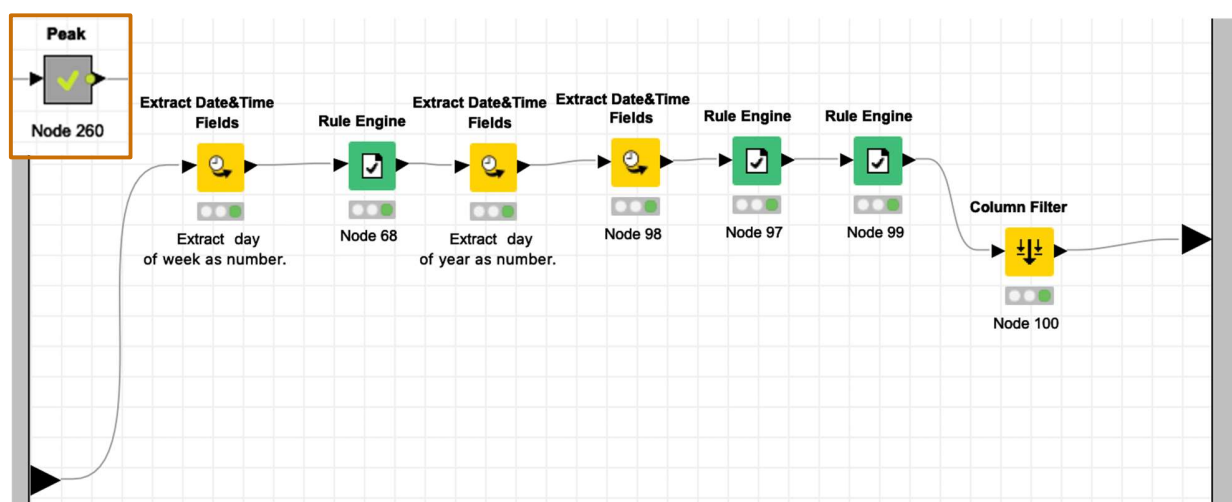 Peak
Node 260
Extract Date&Time
Fields
Extract day
of week as number.
Rule Engine
Node 68
Extract Date&Time
Fields
Extract day
of year as number.
Extract Date&Time
Fields
Node 98
Rule Engine
Node 97
Rule Engine
Node 99
Column Filter
Node 100